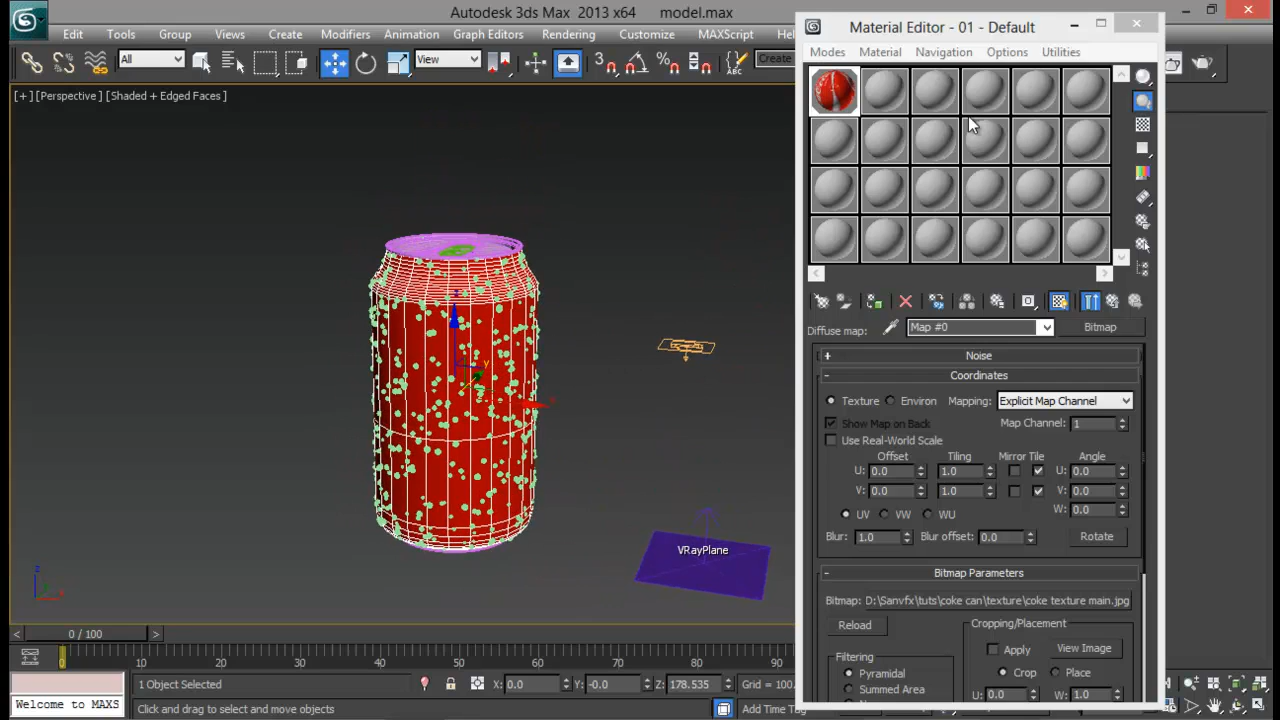 Autodesk 3ds Max 2013 x64 model.max
Edit Tools Group Views Create Modifiers Animation Graph Editors Rendering Customize MAXScript
All View Create
[+] [Perspective ] [Shaded + Edged Faces ]
VRayPlane
Material Editor - 01 - Default
Modes Material Navigation Options Utilities
Diffuse map: Map #0 Bitmap
+ Noise
- Coordinates
Texture Environ Mapping: Explicit Map Channel
Show Map on Back Map Channel: 1
Use Real-World Scale
Offset Tiling Mirror Tile Angle
U: 0.0 1.0 U: 0.0
V: 0.0 1.0 V: 0.0
W: 0.0
UV VW WU
Blur: 1.0 Blur offset: 0.0 Rotate
- Bitmap Parameters
Bitmap: D:\Sanvfx\tuts\coke can\texture\coke texture main.jpg
Reload Cropping/Placement
Apply View Image
Filtering
Pyramidal Crop Place
Summed Area U: 0.0 W: 1.0
< 0 / 100 >
0 10 20 30 40 50 60 70 80 90
1 Object Selected X: 0.0 Y: -0.0 Z: 178.535 Grid = 100.
Welcome to MAXS Click and drag to select and move objects Add Time Tag